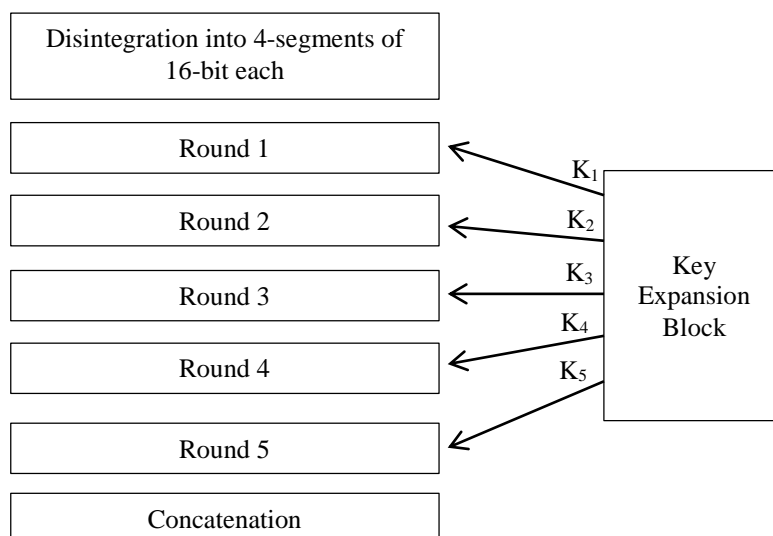 Disintegration into 4-segments of
16-bit each
Round 1
K₁
Round 2
K₂
Round 3
K₃
Key
Expansion
Block
Round 4
K₄
Round 5
K₅
Concatenation